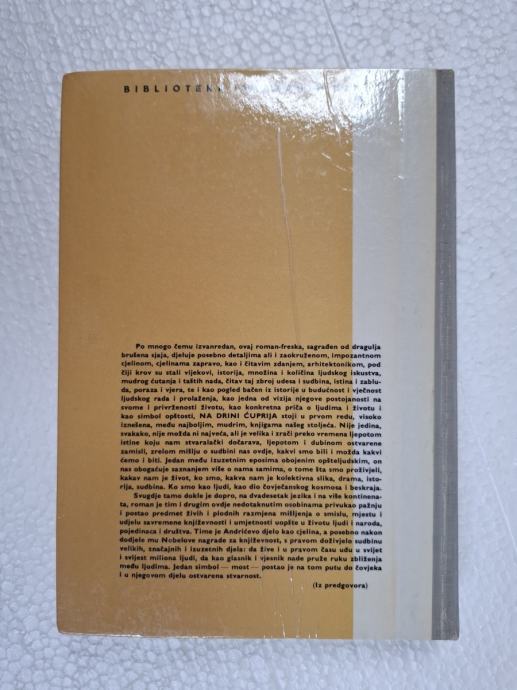 BIBLIOTEKA
Po mnogo čemu izvanredan, ovaj roman-freska, sagrađen od dragulja
brušena sjaja, djeluje posebno detaljima ali i zaokruženom, impozantnom
cjelinom, cjelinama zapravo, kao i čitavim zdanjem, arhitektonikom, pod
čiji krov su stali vijekovi, istorija, množina i količina ljudskog iskustva,
mudrog ćutanja i taštih nada, čitav taj zbroj udesa i sudbina, istina i zablu-
da, poraza i vjera, te i kao pogled bačen iz istorije u budućnost i vječnost
ljudskog rada i prolaženja, kao jedna od vizija njegove postojanosti na
svome i privrženosti životu, kao konkretna priča o ljudima i životu i
kao simbol opštosti, NA DRINI ĆUPRIJA stoji u prvom redu, visoko
iznešena, među najboljim, mudrim, knjigama našeg stoljeća. Nije jedina,
svakako, nije možda ni najveća, ali je velika i zrači preko vremena ljepotom
istine koju nam stvaralački dočarava, ljepotom i dubinom ostvarene
zamisli, zrelom mišlju o sudbini nas ovdje, kakvi smo bili i možda kakvi
ćemo i biti. Jedan među izuzetnim eposima obojenim opšteljudskim, on
nas obogaćuje saznanjem više o nama samima, o tome šta smo proživjeli,
kakav nam je život, ko smo, kakva nam je kolektivna slika, drama, isto-
rija, sudbina. Ko smo kao ljudi, kao dio čovječanskog kosmosa i beskraja.
Svugdje tamo dokle je dopro, na dvadesetak jezika i na više kontinena-
ta, roman je tim i drugim ovdje nedotaknutim osobinama privukao pažnju
i postao predmet živih i plodnih razmjena mišljenja o smislu, mjestu i
udjelu savremene književnosti i umjetnosti uopšte u životu ljudi i naroda,
pojedinaca i društva. Time je Andrićevo djelo kao cjelina, a posebno nakon
dodjele mu Nobelove nagrade za književnost, s pravom doživjelo sudbinu
velikih, značajnih i izuzetnih djela: da žive i u pravom času uđu u svijet
i svijest miliona ljudi, da kao glasnik i vjesnik nade pruže ruku zbliženja
među ljudima. Jedan simbol — most — postao je na tom putu do čovjeka
i u njegovom djelu ostvarena stvarnost.
(Iz predgovora)